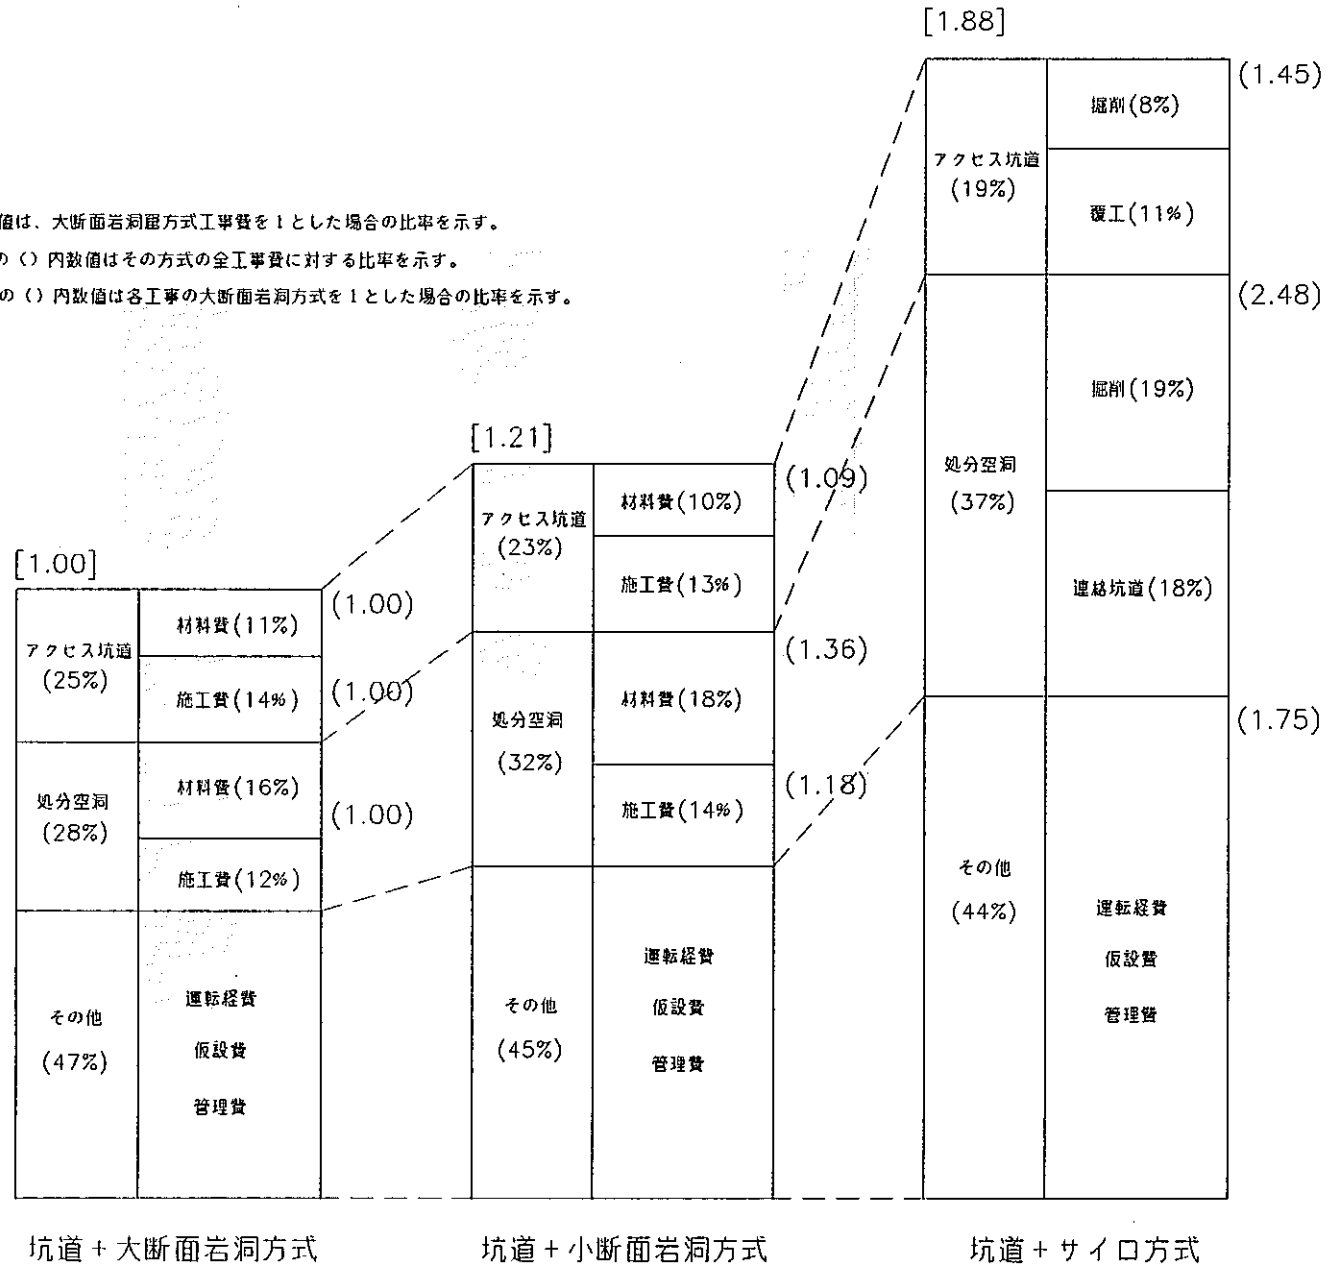 値は、大断面岩洞窟方式工事費を1とした場合の比率を示す。
の()内数値はその方式の全工事費に対する比率を示す。
の()内数値は各工事の大断面岩洞方式を1とした場合の比率を示す。
[1.00]
アクセス坑道
(25%)
材料費(11%)
施工費(14%)
処分空洞
(28%)
材料費(16%)
施工費(12%)
その他
(47%)
運転経費
仮設費
管理費
(1.00)
(1.00)
(1.00)
坑道+大断面岩洞方式
[1.21]
アクセス坑道
(23%)
材料費(10%)
施工費(13%)
処分空洞
(32%)
材料費(18%)
施工費(14%)
その他
(45%)
運転経費
仮設費
管理費
(1.09)
(1.36)
(1.18)
坑道+小断面岩洞方式
[1.88]
アクセス坑道
(19%)
掘削(8%)
覆工(11%)
処分空洞
(37%)
掘削(19%)
連絡坑道(18%)
その他
(44%)
運転経費
仮設費
管理費
(1.45)
(2.48)
(1.75)
坑道+サイロ方式